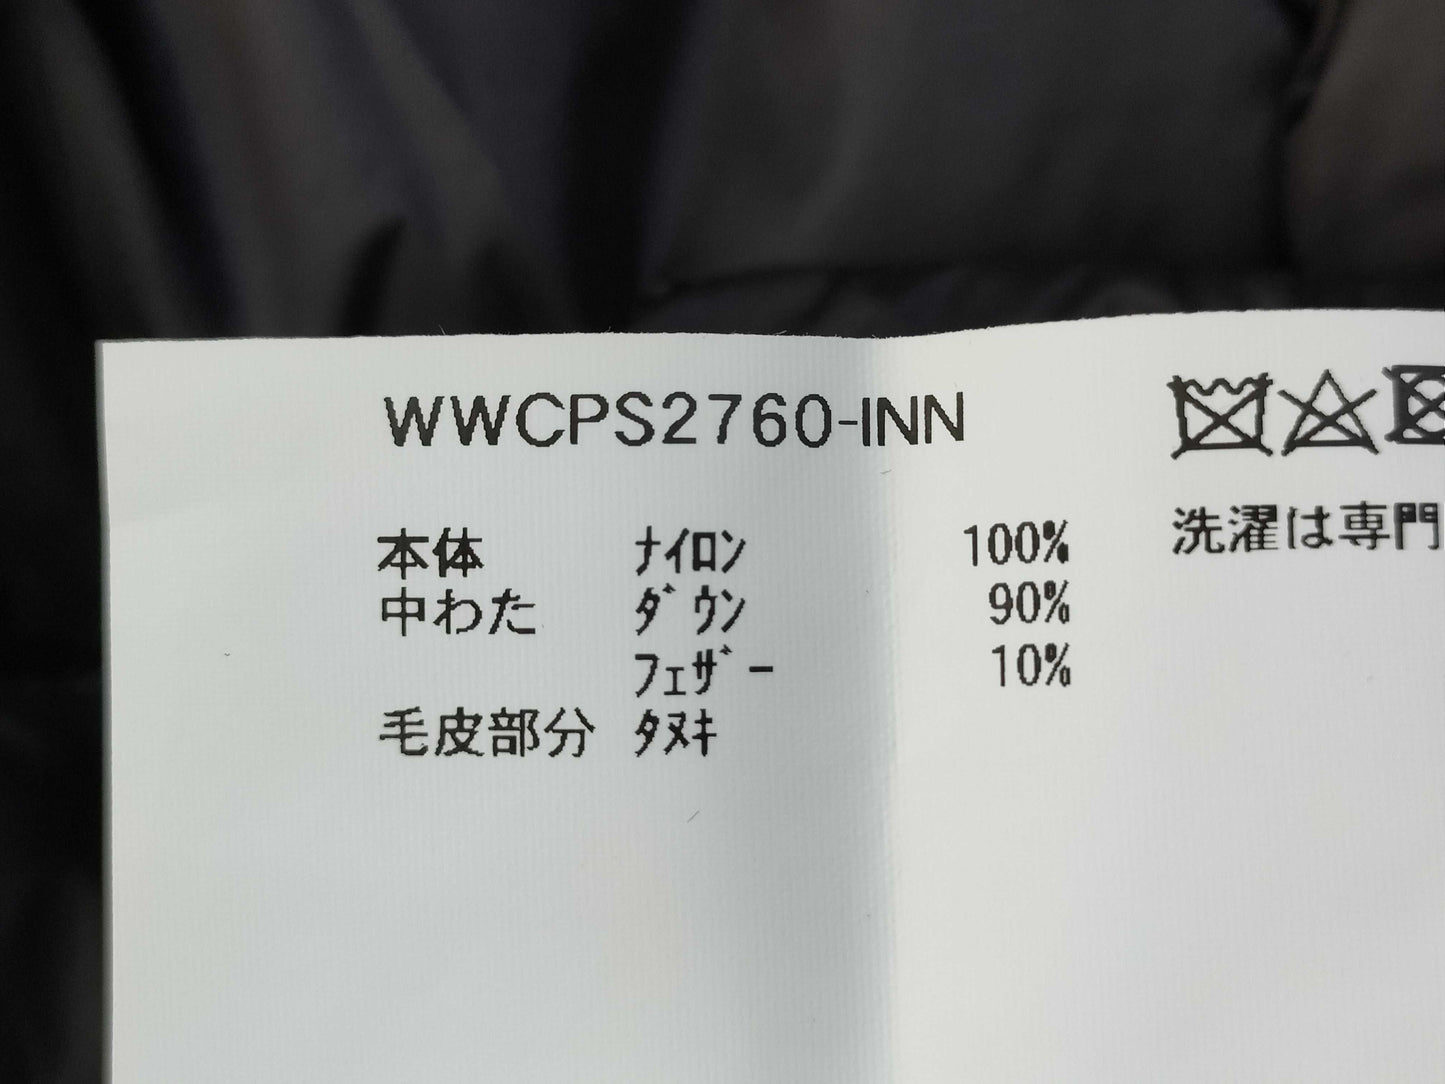 WWCPS2760-INN
本体 ナイロン 100%
中わた ダウン 90%
フェザー 10%
毛皮部分 タヌキ
洗濯は専門